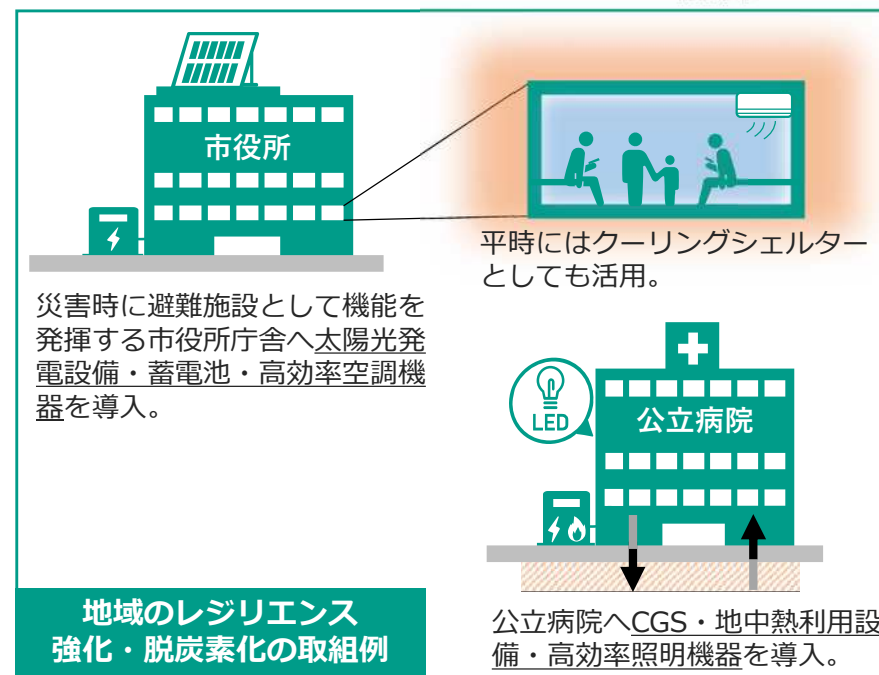 市役所
災害時に避難施設として機能を
発揮する市役所庁舎へ太陽光発
電設備・蓄電池・高効率空調機
器を導入。
平時にはクーリングシェルター
としても活用。
LED
公立病院
公立病院へCGS・地中熱利用設
備・高効率照明機器を導入。
地域のレジリエンス
強化・脱炭素化の取組例